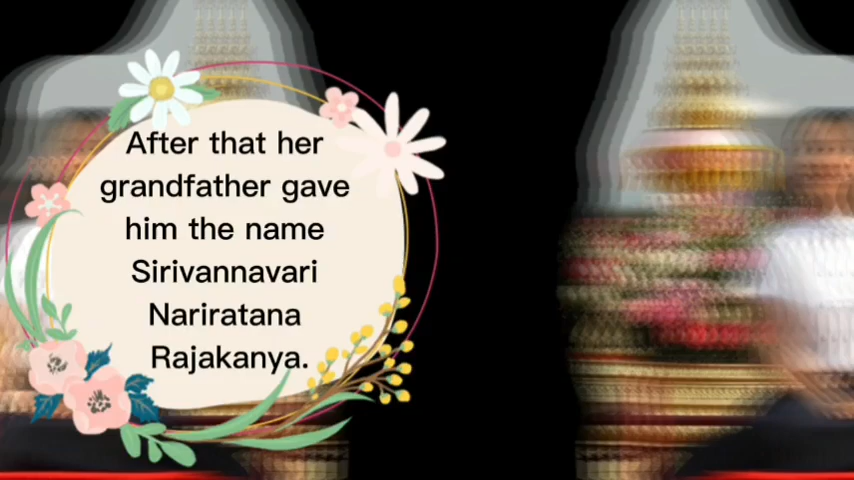 After that her
grandfather gave
him the name
Sirivannavari
Nariratana
Rajakanya.